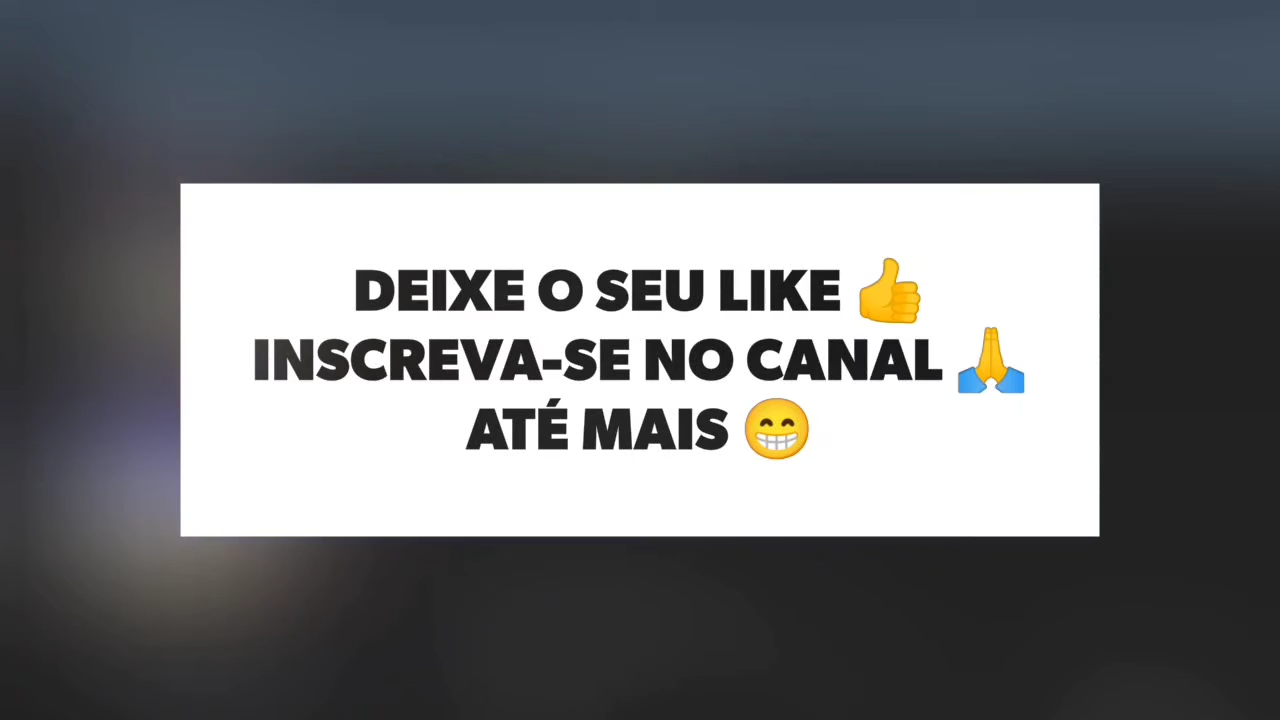 DEIXE O SEU LIKE 👍
INSCREVA-SE NO CANAL 🙏
ATÉ MAIS 😁